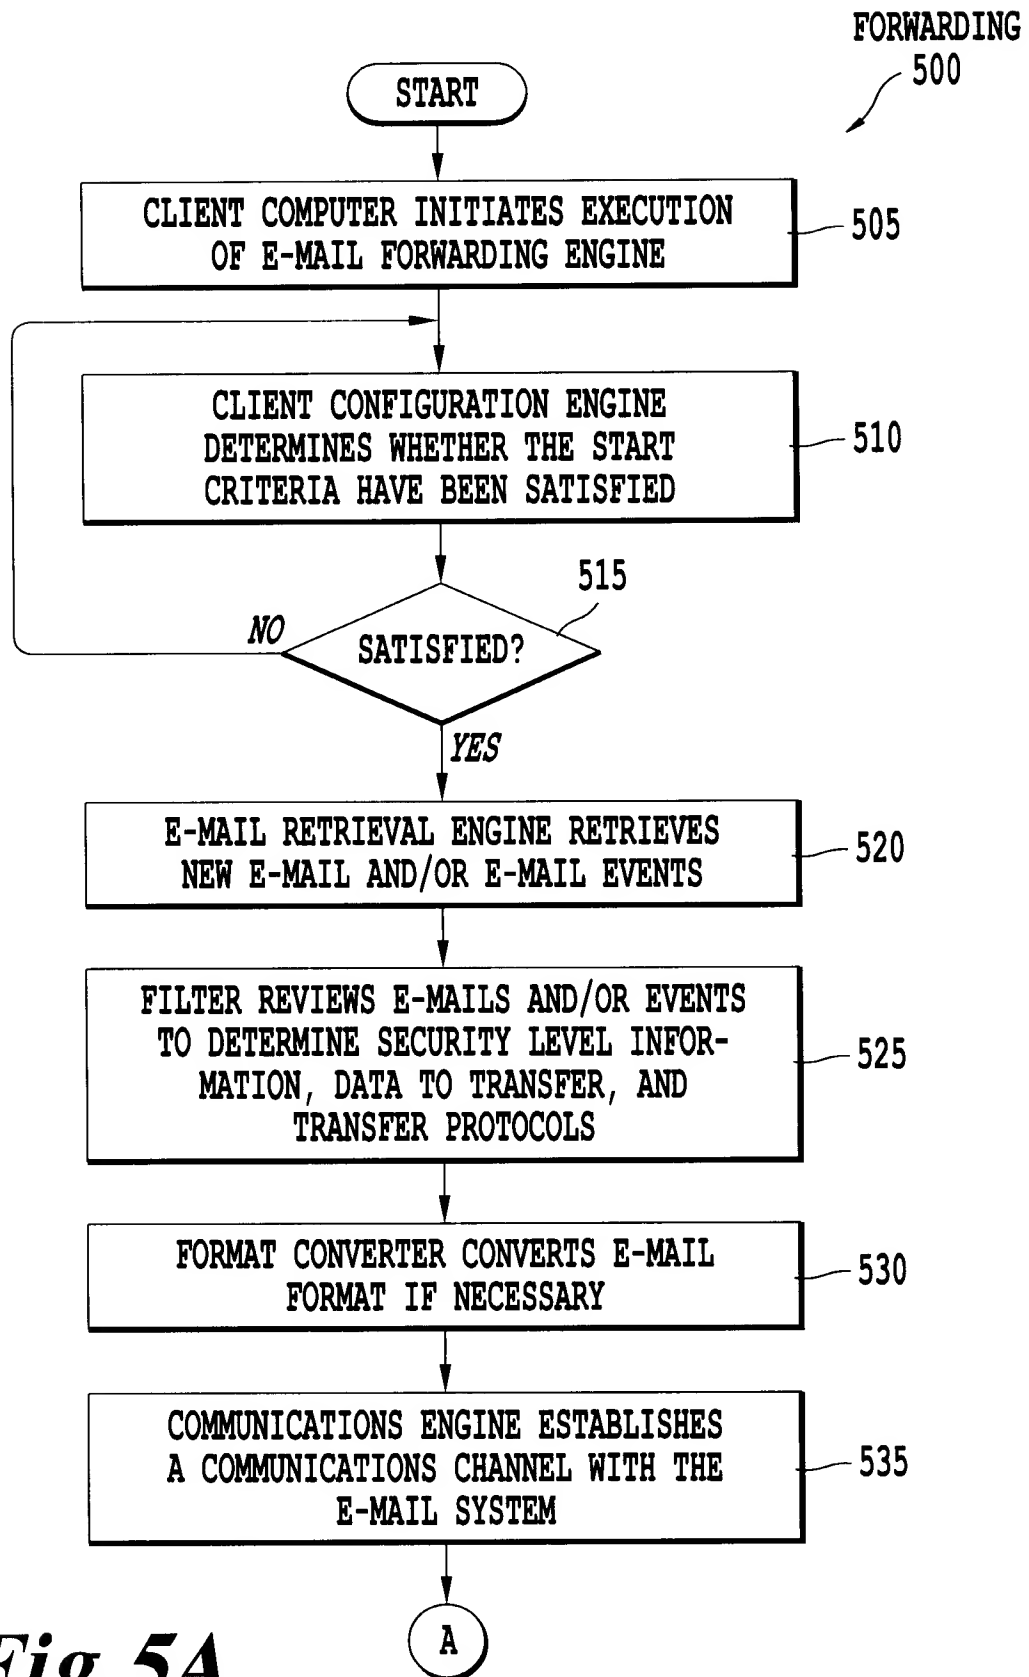 FORWARDING
500
START
CLIENT COMPUTER INITIATES EXECUTION
OF E-MAIL FORWARDING ENGINE
505
CLIENT CONFIGURATION ENGINE
DETERMINES WHETHER THE START
CRITERIA HAVE BEEN SATISFIED
510
515
NO
SATISFIED?
YES
E-MAIL RETRIEVAL ENGINE RETRIEVES
NEW E-MAIL AND/OR E-MAIL EVENTS
520
FILTER REVIEWS E-MAILS AND/OR EVENTS
TO DETERMINE SECURITY LEVEL INFOR-
MATION, DATA TO TRANSFER, AND
TRANSFER PROTOCOLS
525
FORMAT CONVERTER CONVERTS E-MAIL
FORMAT IF NECESSARY
530
COMMUNICATIONS ENGINE ESTABLISHES
A COMMUNICATIONS CHANNEL WITH THE
E-MAIL SYSTEM
535
A
Fig 5A